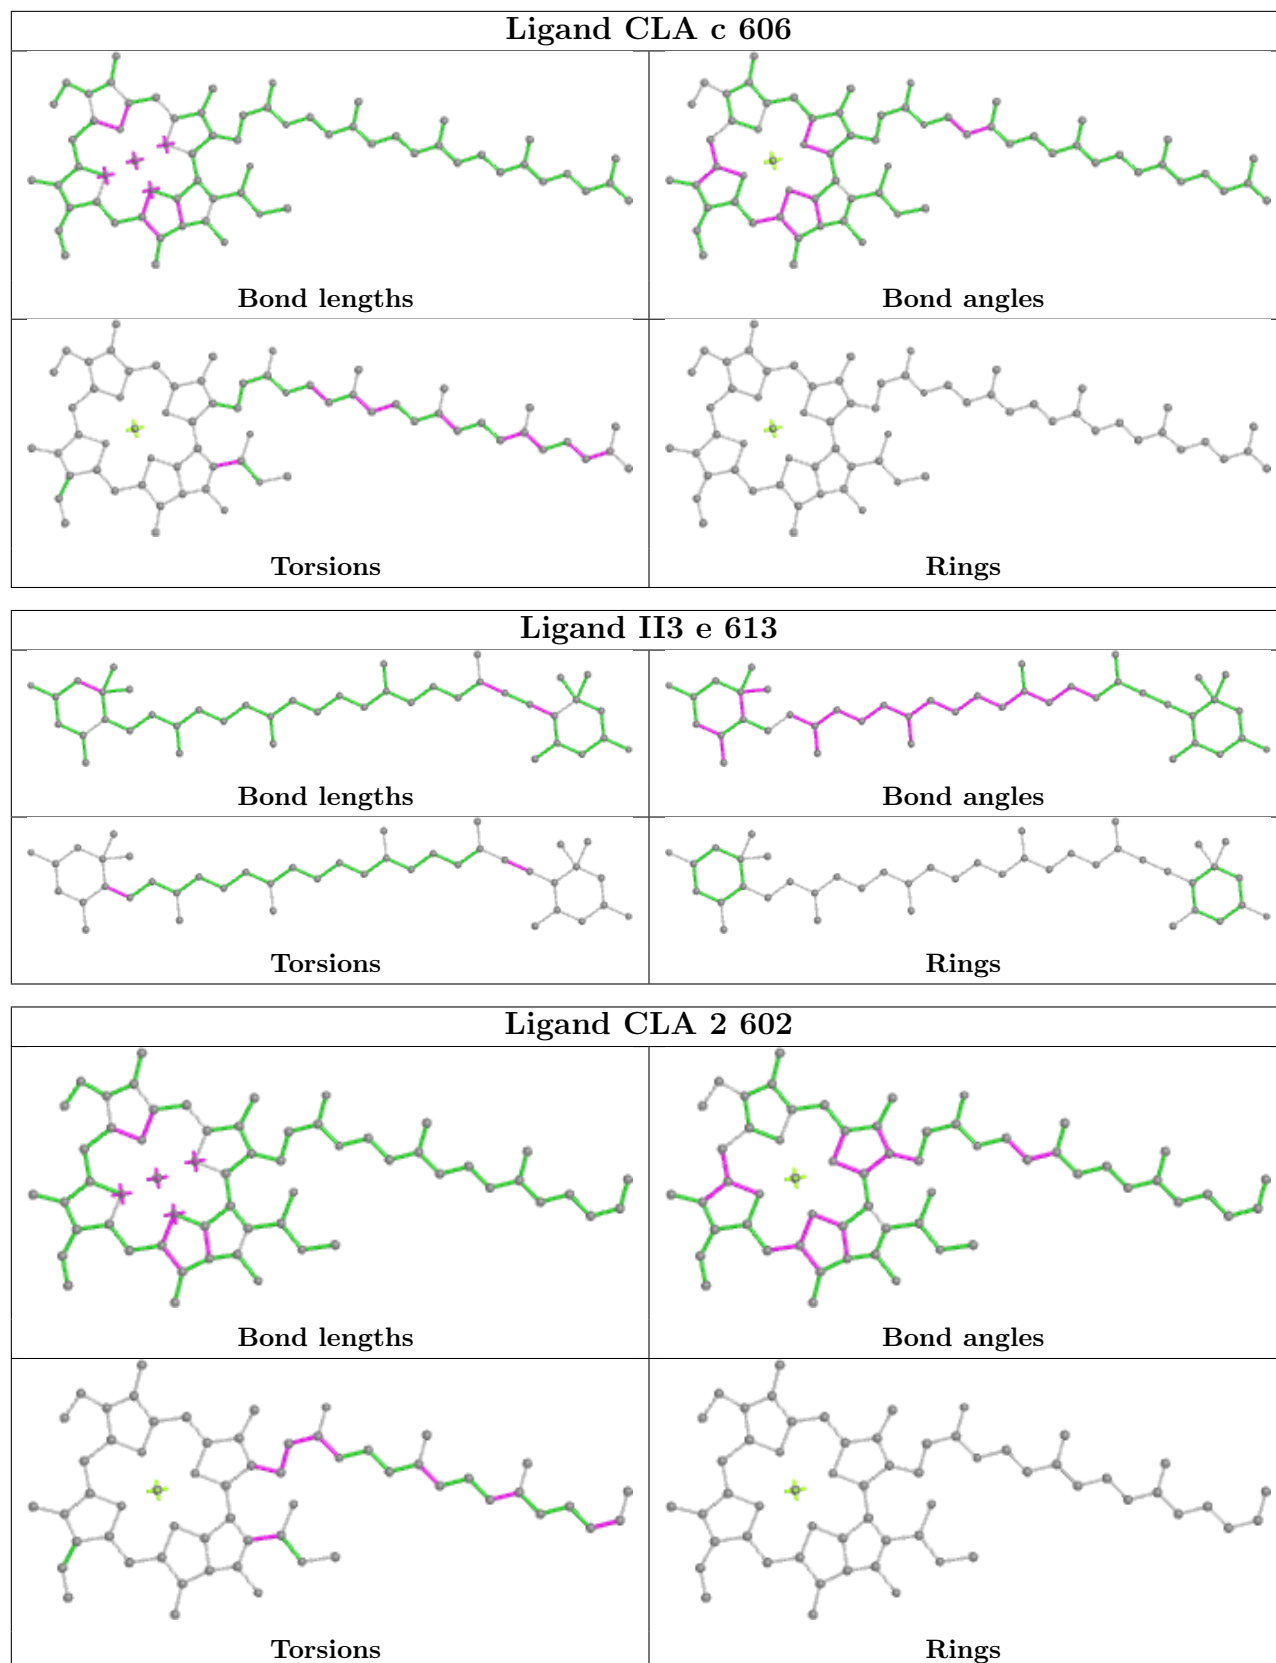 Ligand CLA c 606
Bond lengths
Bond angles
Torsions
Rings
Ligand II3 e 613
Bond lengths
Bond angles
Torsions
Rings
Ligand CLA 2 602
Bond lengths
Bond angles
Torsions
Rings